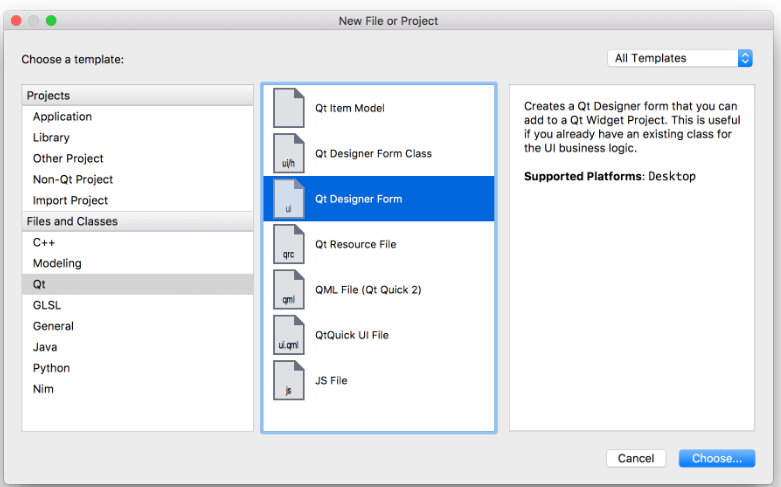 New File or Project
Choose a template:
All Templates
Projects
Application
Library
Other Project
Non-Qt Project
Import Project
Files and Classes
C++
Modeling
Qt
GLSL
General
Java
Python
Nim
Qt Item Model
ui/h
Qt Designer Form Class
ui
Qt Designer Form
qrc
Qt Resource File
qml
QML File (Qt Quick 2)
ui.qml
QtQuick UI File
js
JS File
Creates a Qt Designer form that you can
add to a Qt Widget Project. This is useful
if you already have an existing class for
the UI business logic.
Supported Platforms: Desktop
Cancel
Choose...